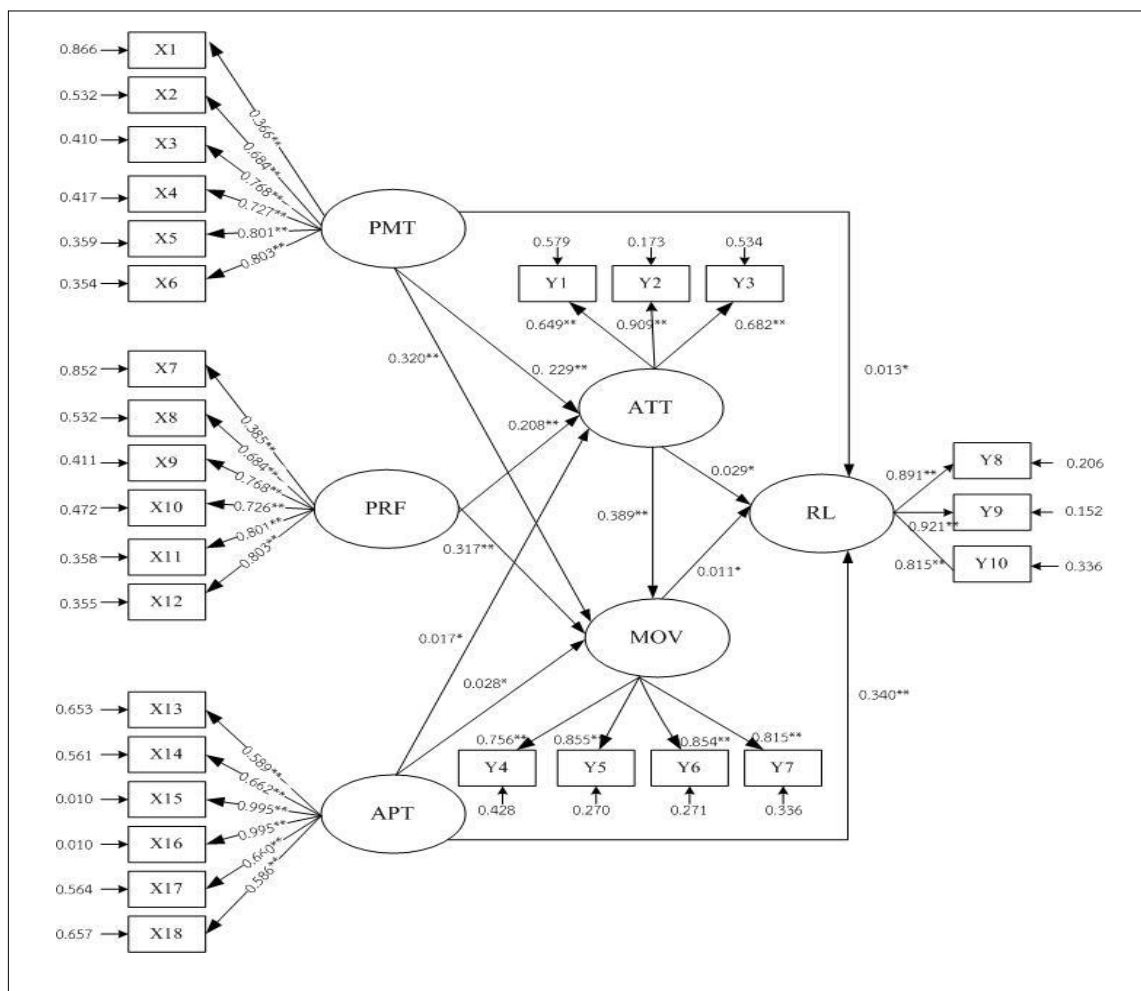 0.866 X1
0.366**
0.532 X2
0.684**
0.410 X3
0.768**
0.417 X4
0.727**
0.359 X5
0.801**
0.354 X6
0.803**
PMT
0.579 0.173 0.534
Y1 Y2 Y3
0.649** 0.909** 0.682**
0.320**
0. 229**
0.013*
0.852 X7
0.385**
0.532 X8
0.684**
0.411 X9
0.768**
0.472 X10
0.726**
0.358 X11
0.801**
0.355 X12
0.803**
PRF
ATT
0.208**
0.029*
0.389**
0.317**
RL
0.891** Y8 0.206
0.921** Y9 0.152
0.815** Y10 0.336
0.011*
MOV
0.017*
0.028*
0.340**
0.653 X13
0.589**
0.561 X14
0.662**
0.010 X15
0.995**
0.010 X16
0.995**
0.564 X17
0.660**
0.657 X18
0.586**
APT
0.756** 0.855** 0.854** 0.815**
Y4 Y5 Y6 Y7
0.428 0.270 0.271 0.336